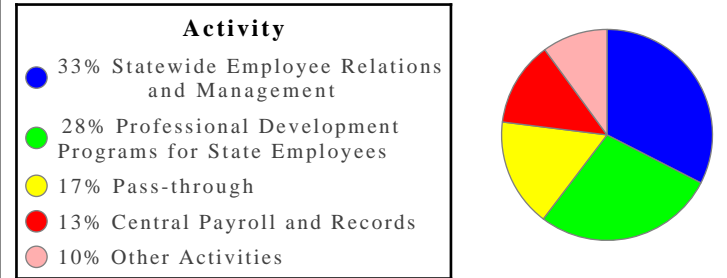 Activity
33% Statewide Employee Relations
and Management
28% Professional Development
Programs for State Employees
17% Pass-through
13% Central Payroll and Records
10% Other Activities